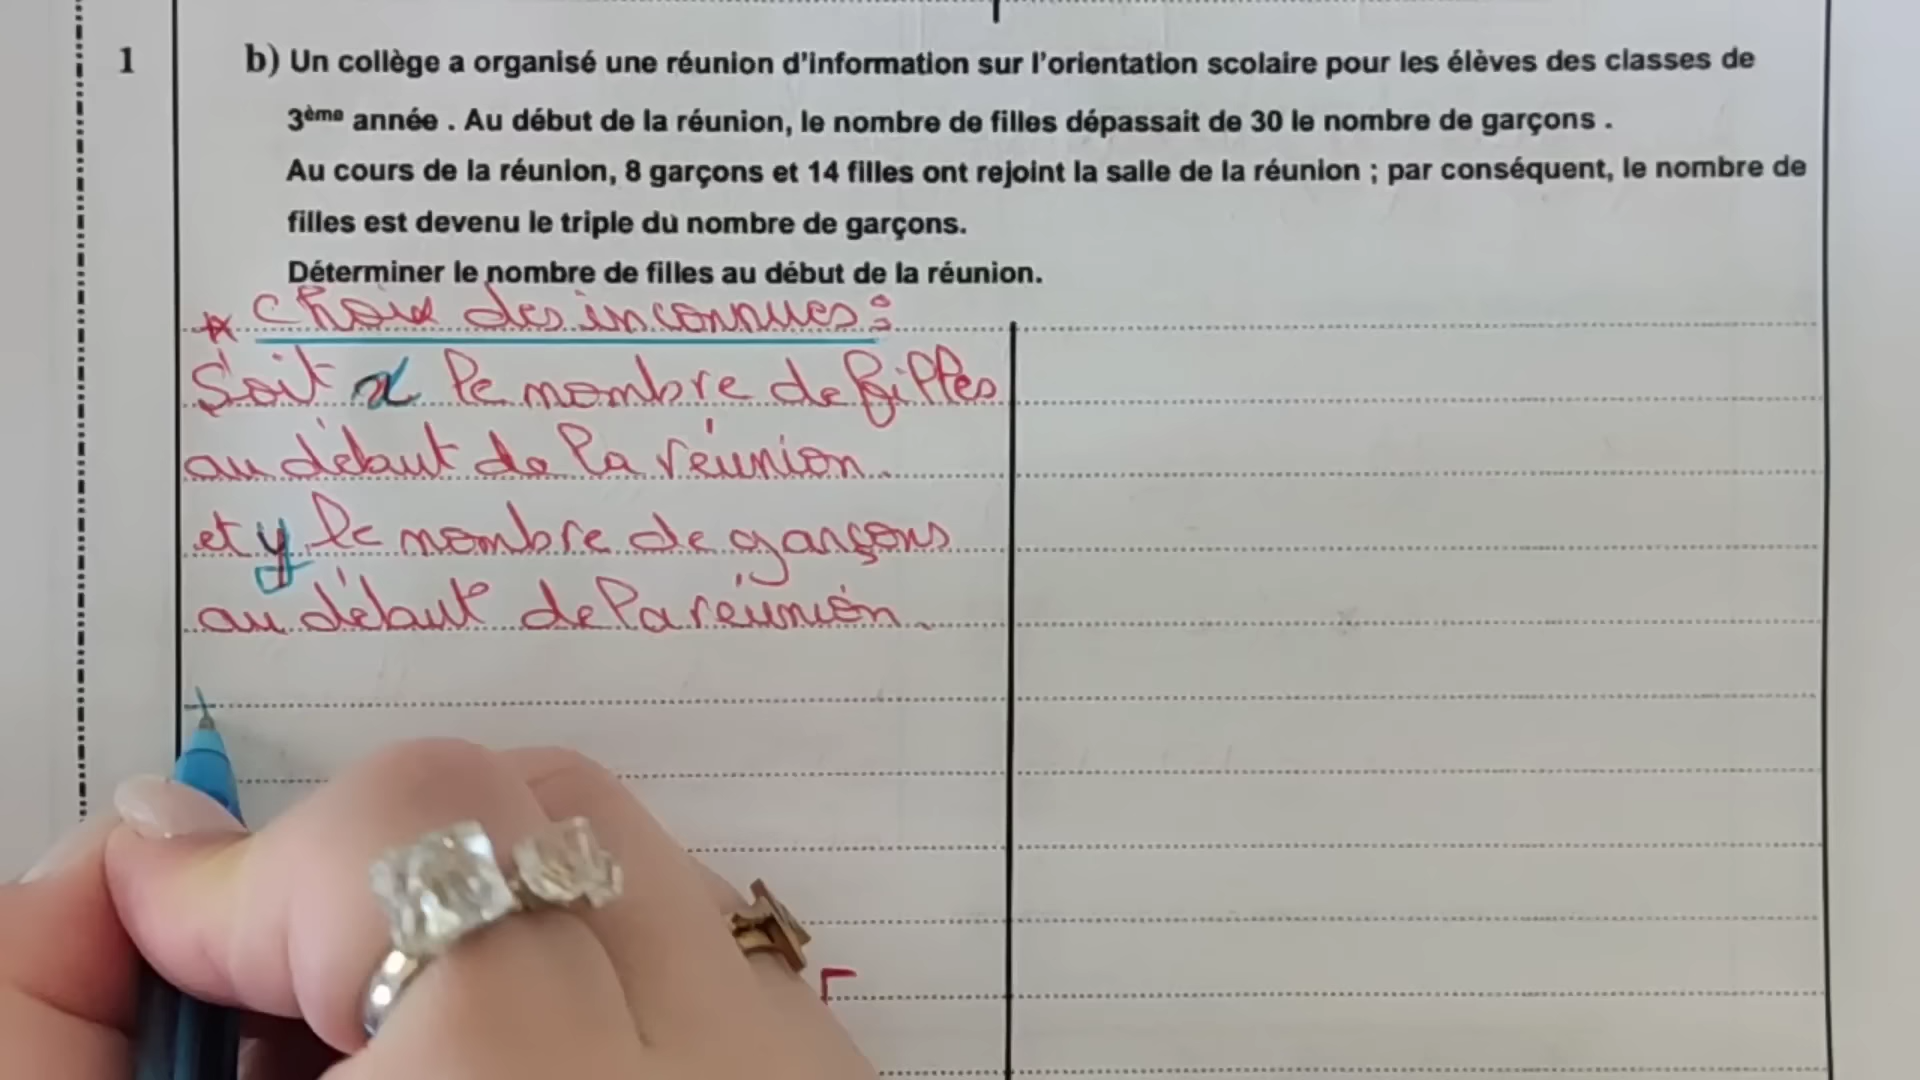 1
b) Un collège a organisé une réunion d'information sur l'orientation scolaire pour les élèves des classes de
3ème année . Au début de la réunion, le nombre de filles dépassait de 30 le nombre de garçons .
Au cours de la réunion, 8 garçons et 14 filles ont rejoint la salle de la réunion ; par conséquent, le nombre de
filles est devenu le triple du nombre de garçons.
Déterminer le nombre de filles au début de la réunion.
* choix des inconnues :
Soit x le nombre de filles
au début de la réunion.
et y le nombre de garçons
au début de la réunion.